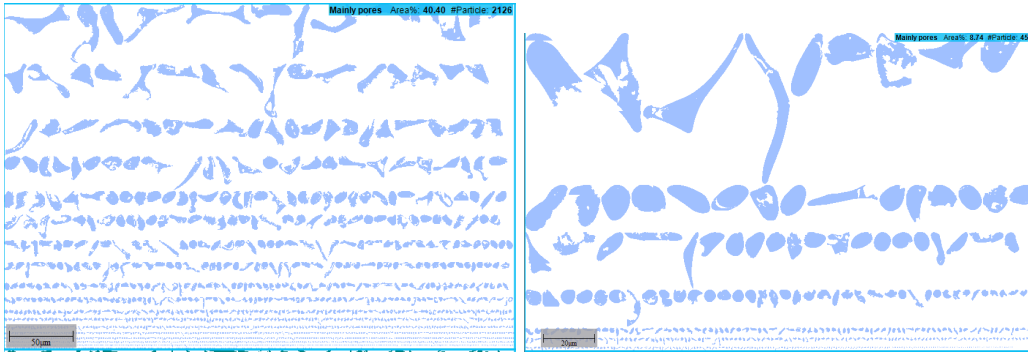 Mainly pores Area%: 40.40 #Particle: 2126
Mainly pores Area%: 8.74 #Particle: 45
50µm
20µm